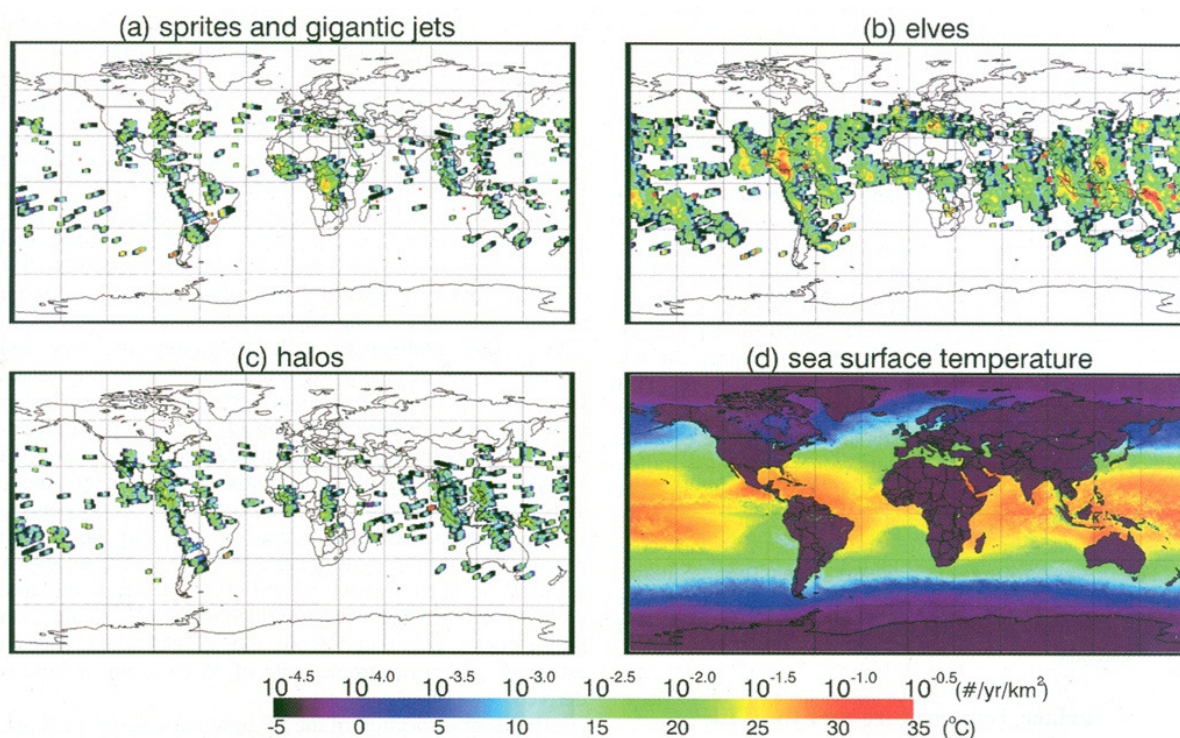 (a) sprites and gigantic jets
(b) elves
(c) halos
(d) sea surface temperature
10-4.5 10-4.0 10-3.5 10-3.0 10-2.5 10-2.0 10-1.5 10-1.0 10-0.5 (#/yr/km2)
-5 0 5 10 15 20 25 30 35 (oC)